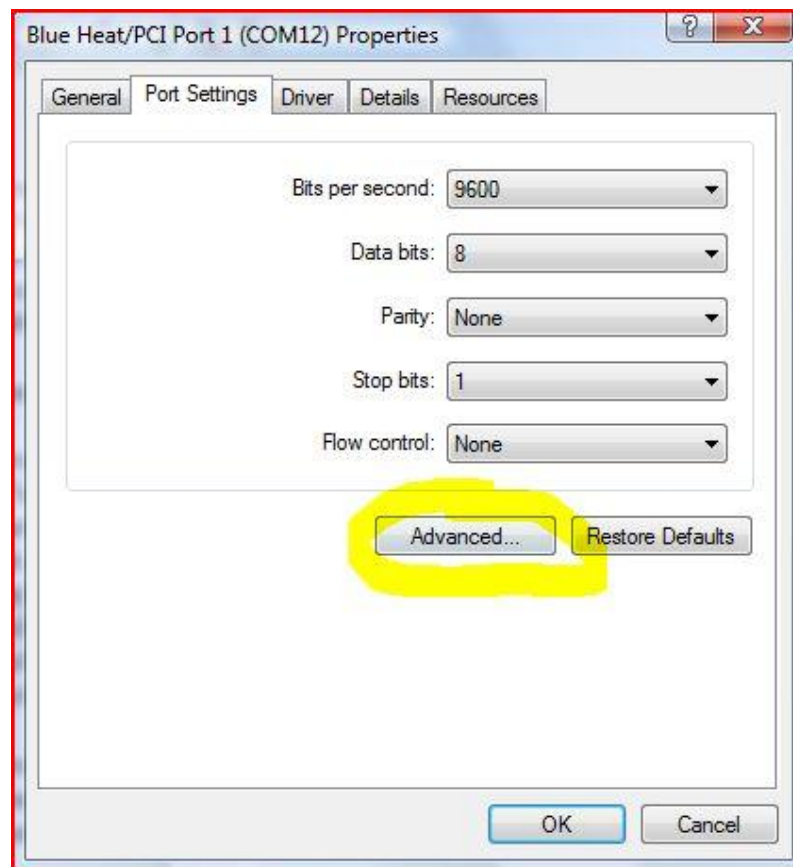 Blue Heat/PCI Port 1 (COM12) Properties
General Port Settings Driver Details Resources
Bits per second: 9600
Data bits: 8
Parity: None
Stop bits: 1
Flow control: None
Advanced... Restore Defaults
OK Cancel